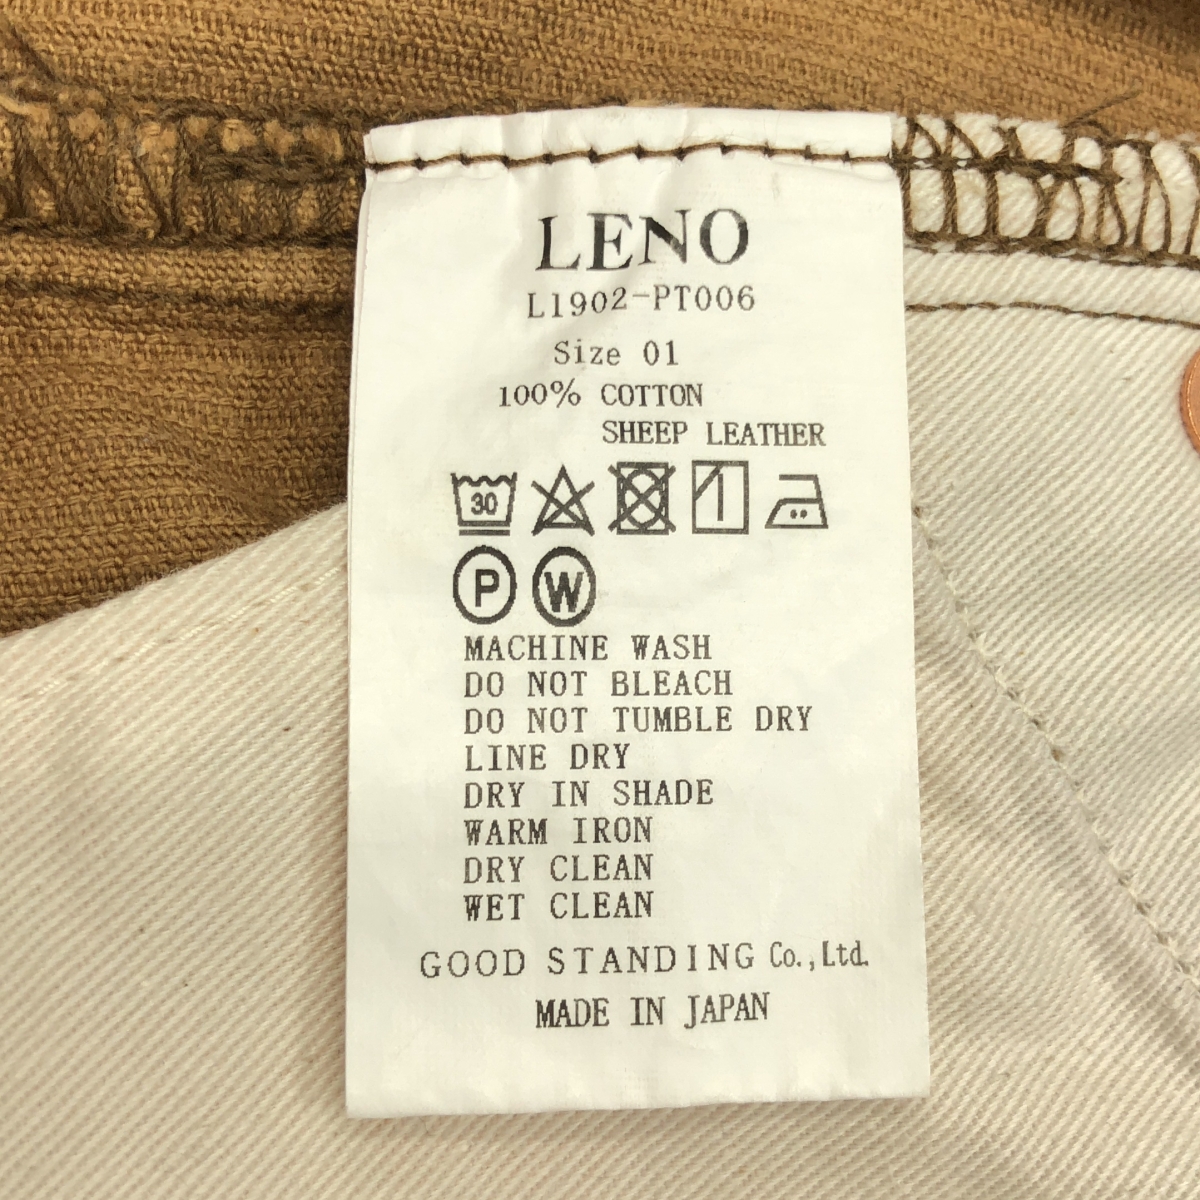 LENO
L1902-PT006
Size 01
100% COTTON
SHEEP LEATHER
30
P W
MACHINE WASH
DO NOT BLEACH
DO NOT TUMBLE DRY
LINE DRY
DRY IN SHADE
WARM IRON
DRY CLEAN
WET CLEAN
GOOD STANDING Co.,Ltd.
MADE IN JAPAN